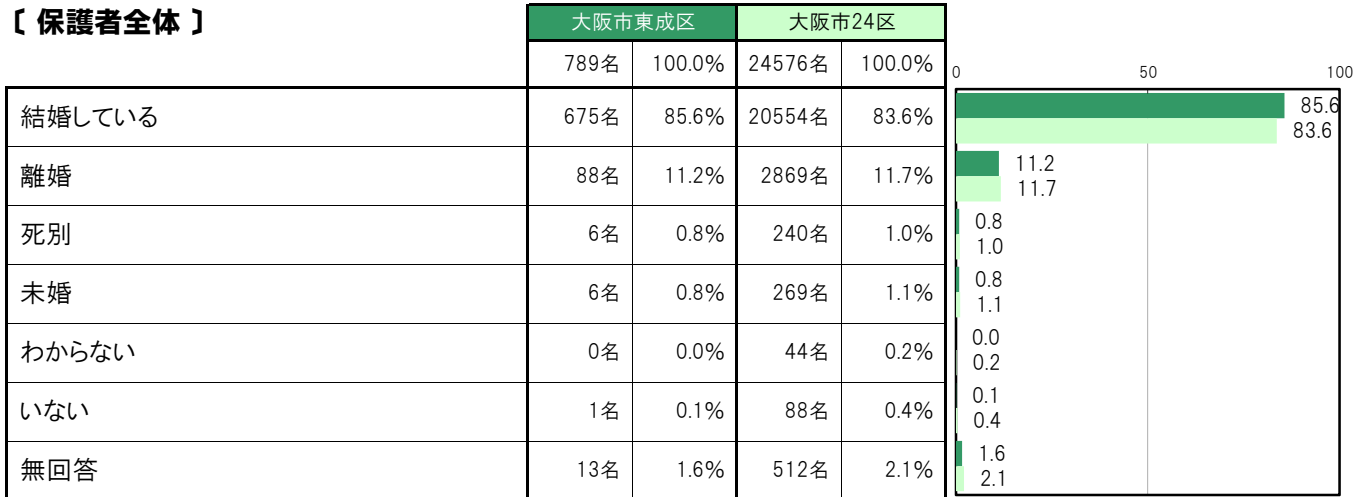 〔 保護者全体 〕
大阪市東成区 大阪市24区
789名 100.0% 24576名 100.0%
0 50 100
結婚している 675名 85.6% 20554名 83.6%
85.6
83.6
離婚 88名 11.2% 2869名 11.7%
11.2
11.7
死別 6名 0.8% 240名 1.0%
0.8
1.0
未婚 6名 0.8% 269名 1.1%
0.8
1.1
わからない 0名 0.0% 44名 0.2%
0.0
0.2
いない 1名 0.1% 88名 0.4%
0.1
0.4
無回答 13名 1.6% 512名 2.1%
1.6
2.1